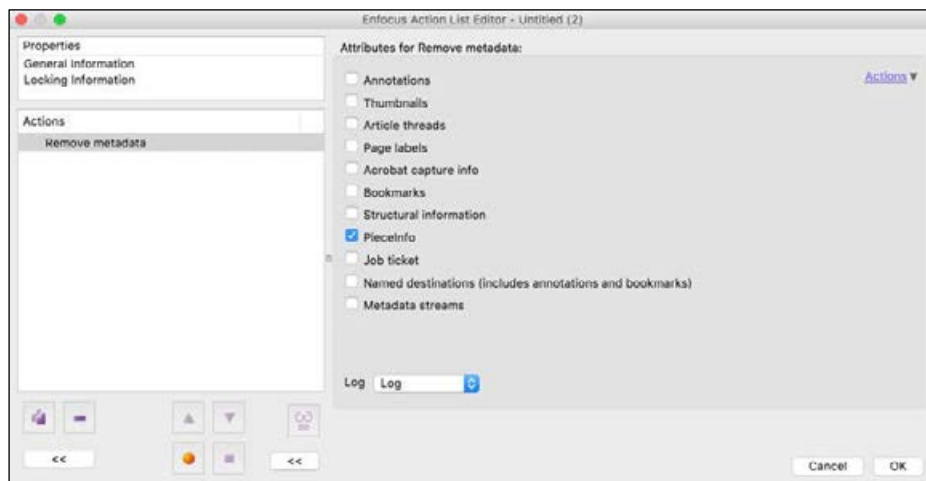 Enfocus Action List Editor - Untitled (2)
Properties
General Information
Locking Information
Actions
Remove metadata
<<
<<
Attributes for Remove metadata:
Actions ▼
Annotations
Thumbnails
Article threads
Page labels
Acrobat capture info
Bookmarks
Structural information
PieceInfo
Job ticket
Named destinations (includes annotations and bookmarks)
Metadata streams
Log Log
Cancel OK